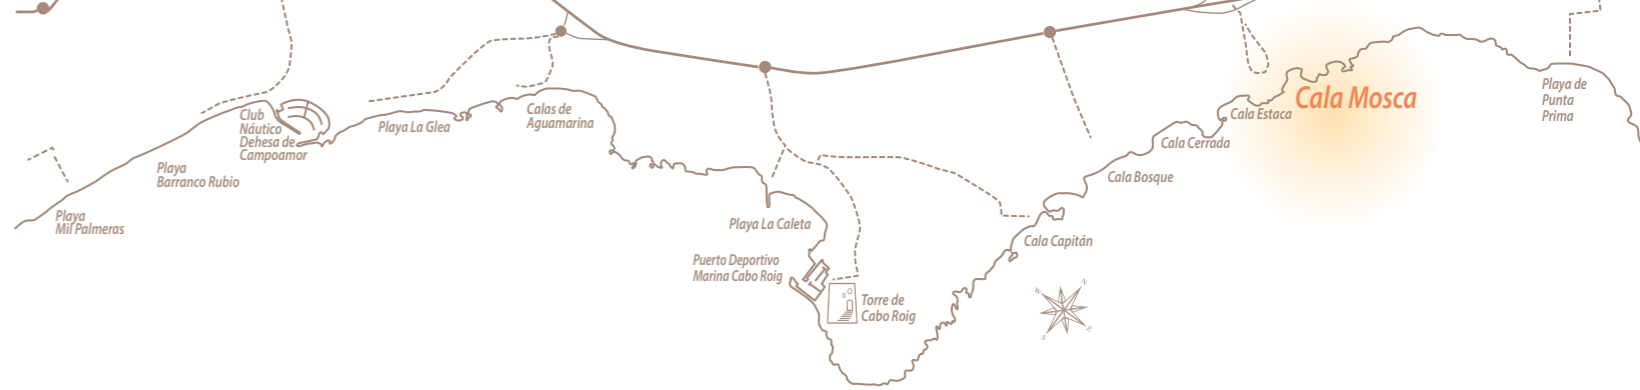 Playa
Mil Palmeras
Playa
Barranco Rubio
Club
Náutico
Dehesa de
Campoamor
Playa La Glea
Calas de
Aguamarina
Playa La Caleta
Puerto Deportivo
Marina Cabo Roig
Torre de
Cabo Roig
Cala Capitán
Cala Bosque
Cala Cerrada
Cala Estaca
Cala Mosca
Playa de
Punta
Prima
N
W
E
S